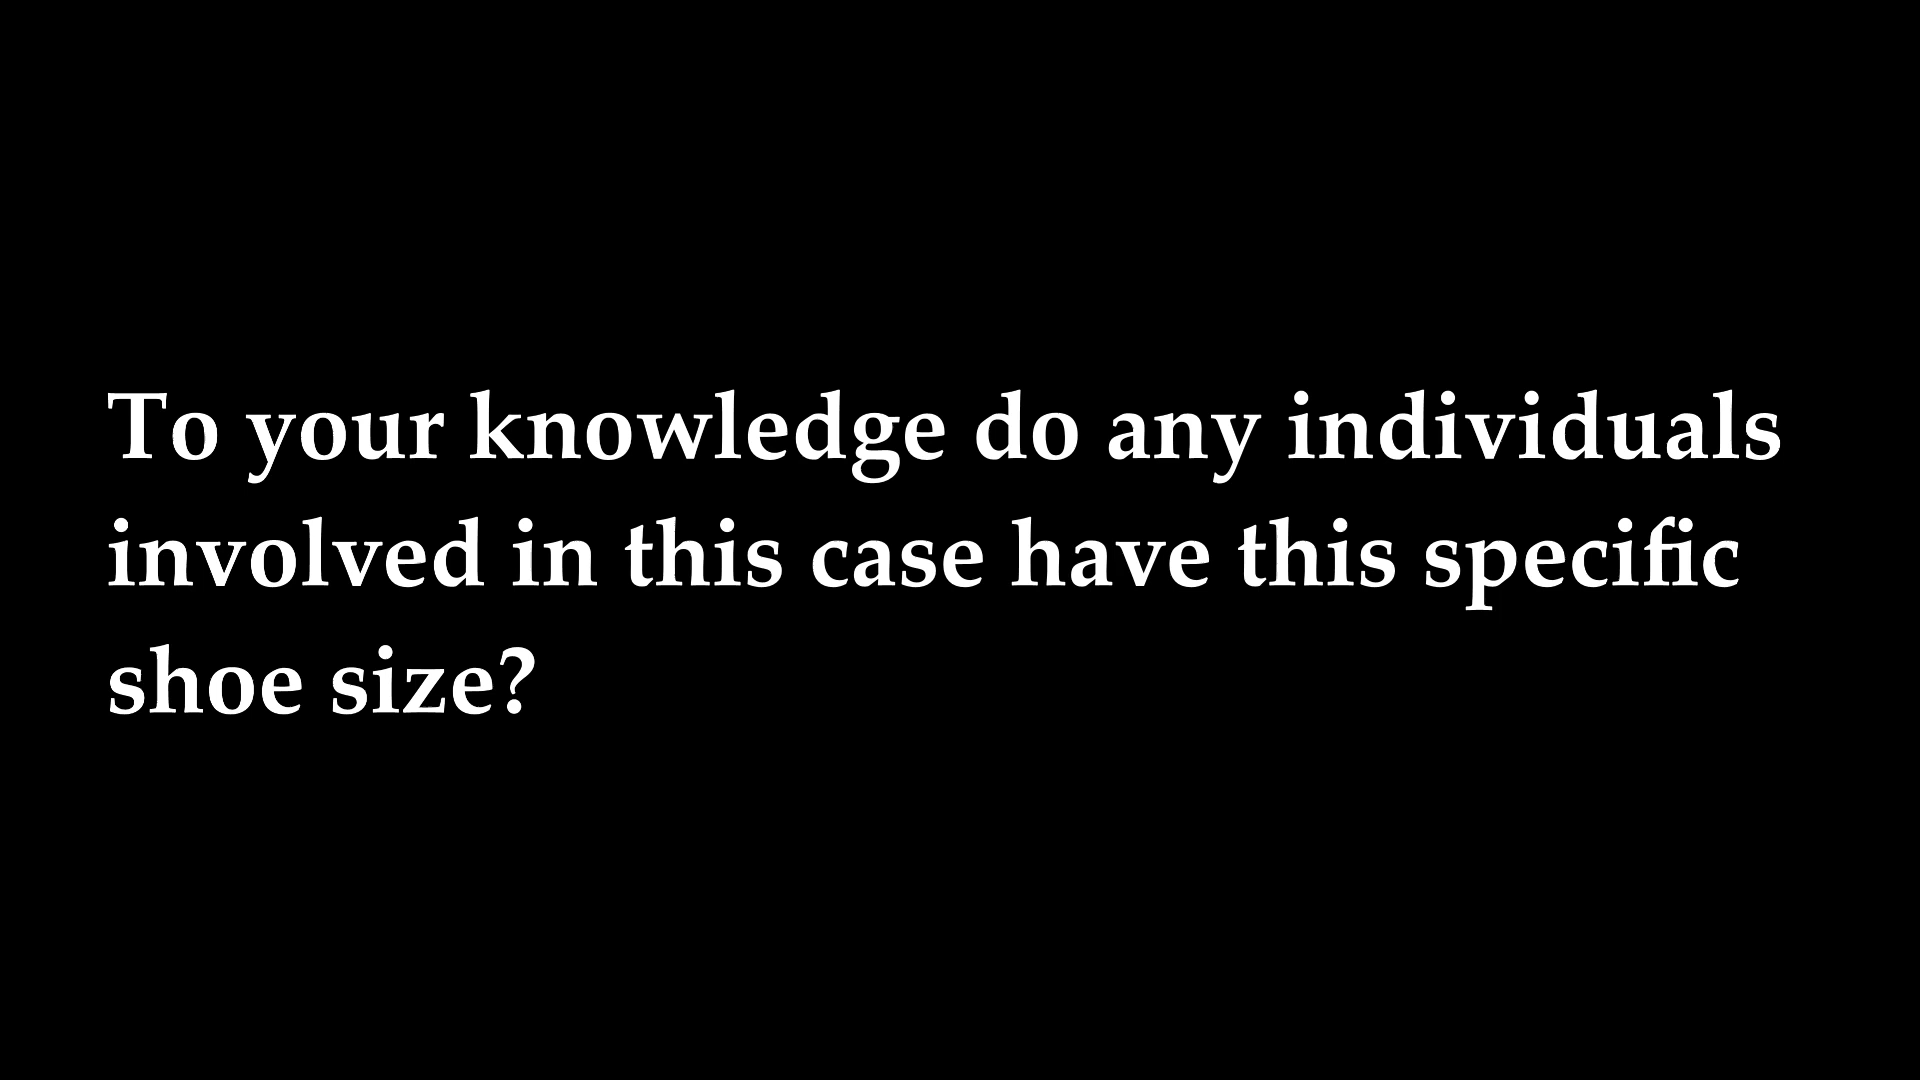 To your knowledge do any individuals
involved in this case have this specific
shoe size?